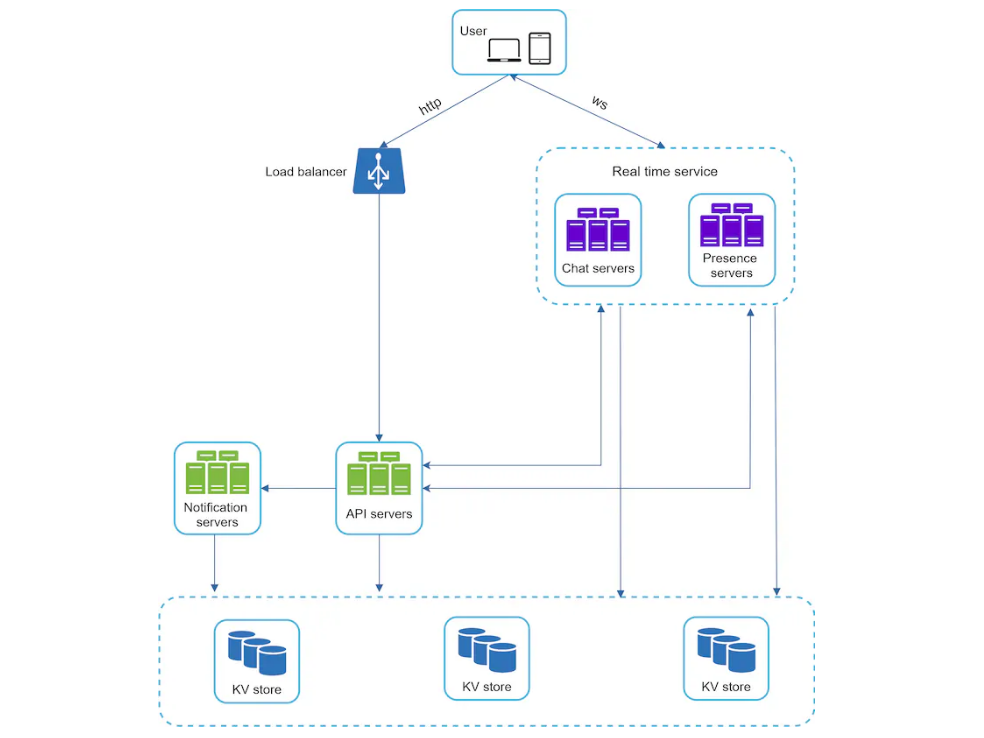 User
http
ws
Load balancer
Real time service
Chat servers
Presence
servers
Notification
servers
API servers
KV store
KV store
KV store